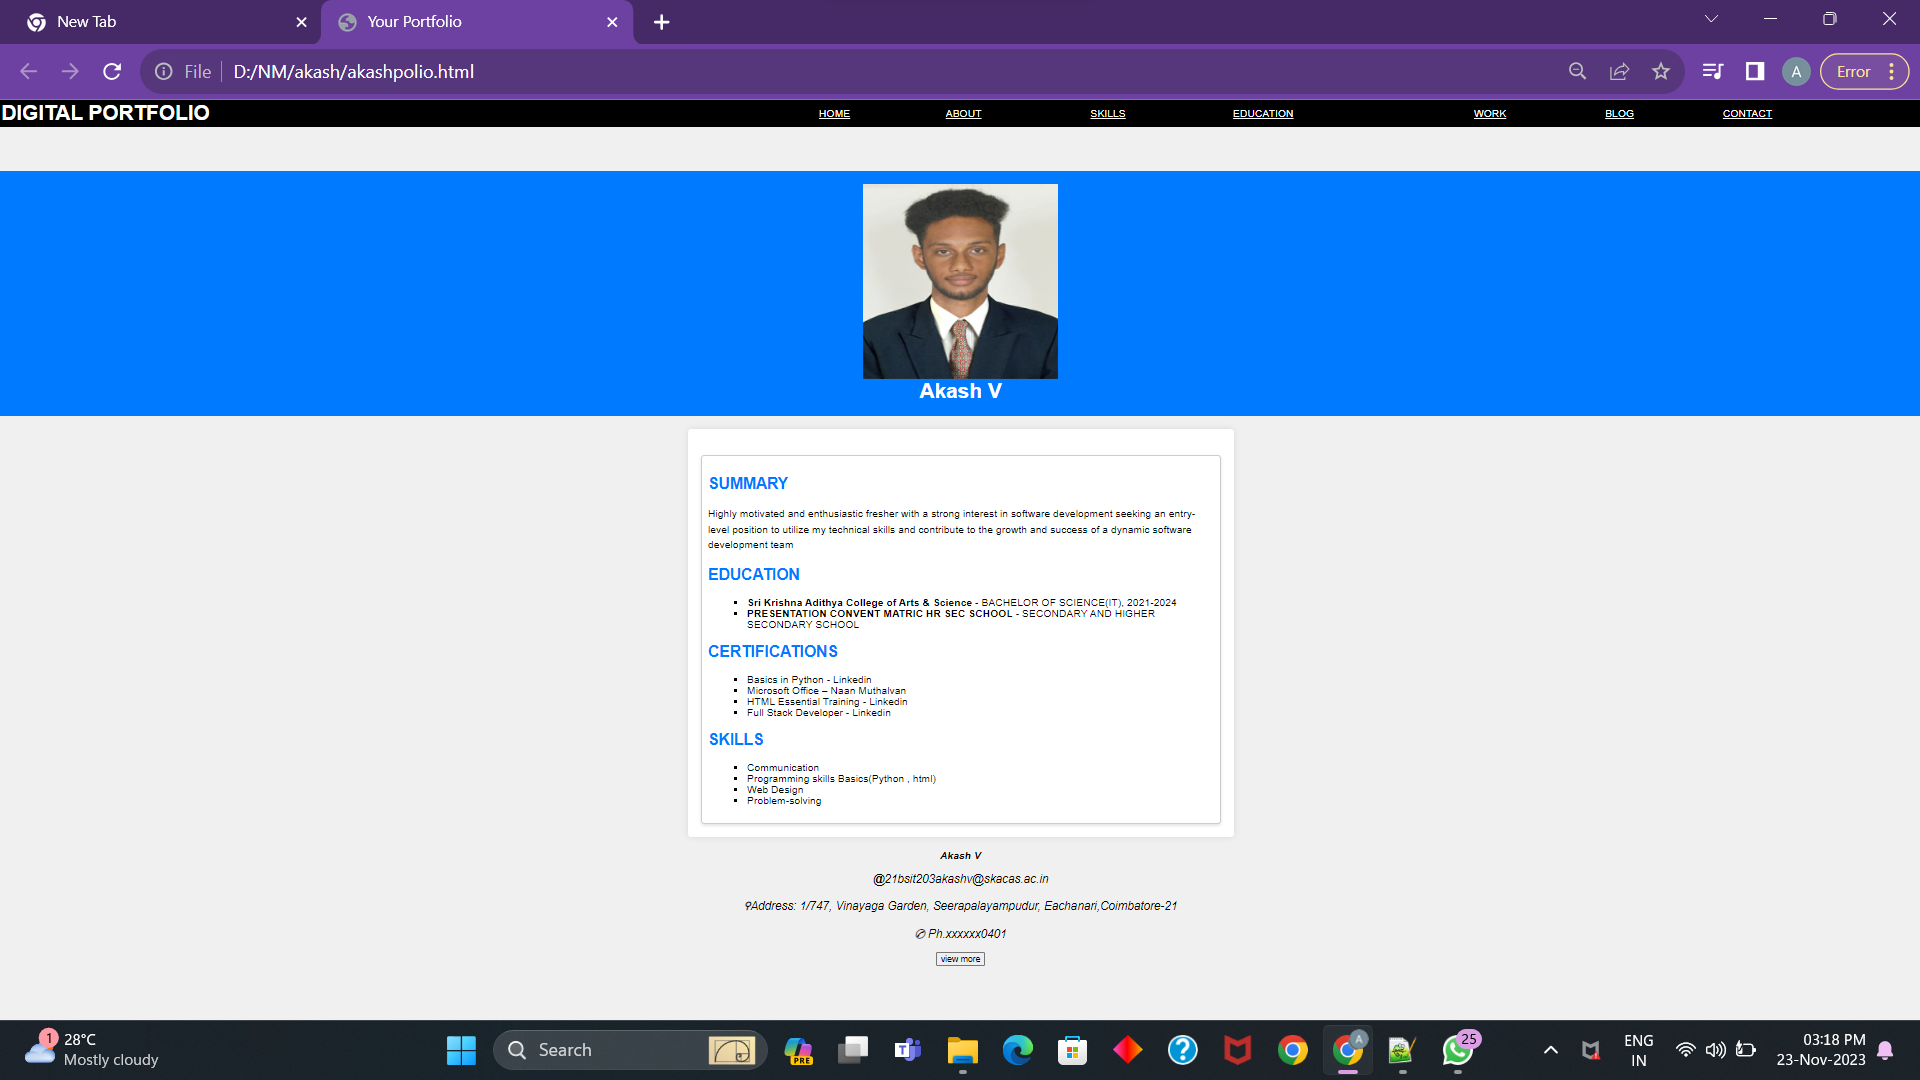 New Tab
Your Portfolio
File
D:/NM/akash/akashpolio.html
A
Error
DIGITAL PORTFOLIO
HOME ABOUT SKILLS EDUCATION WORK BLOG CONTACT
Akash V
SUMMARY
Highly motivated and enthusiastic fresher with a strong interest in software development seeking an entry-
level position to utilize my technical skills and contribute to the growth and success of a dynamic software
development team
EDUCATION
Sri Krishna Adithya College of Arts & Science - BACHELOR OF SCIENCE(IT), 2021-2024
PRESENTATION CONVENT MATRIC HR SEC SCHOOL - SECONDARY AND HIGHER
SECONDARY SCHOOL
CERTIFICATIONS
Basics in Python - Linkedin
Microsoft Office – Naan Muthalvan
HTML Essential Training - Linkedin
Full Stack Developer - Linkedin
SKILLS
Communication
Programming skills Basics(Python , html)
Web Design
Problem-solving
Akash V
@21bsit203akashv@skacas.ac.in
Address: 1/747, Vinayaga Garden, Seerapalayampudur, Eachanari,Coimbatore-21
✆ Ph.xxxxxx0401
view more
1
28°C
Mostly cloudy
Search
PRE
T
A
25
ENG
IN
03:18 PM
23-Nov-2023